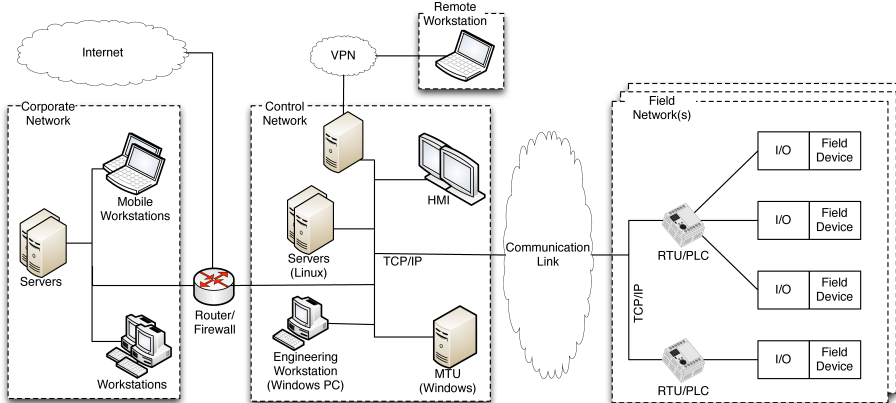 Remote
Workstation
Internet
VPN
Corporate
Network
Control
Network
Field
Network(s)
Mobile
Workstations
HMI
Servers
Servers
(Linux)
TCP/IP
Communication
Link
Router/
Firewall
Workstations
Engineering
Workstation
(Windows PC)
MTU
(Windows)
TCP/IP
RTU/PLC
RTU/PLC
I/O
Field
Device
I/O
Field
Device
I/O
Field
Device
I/O
Field
Device